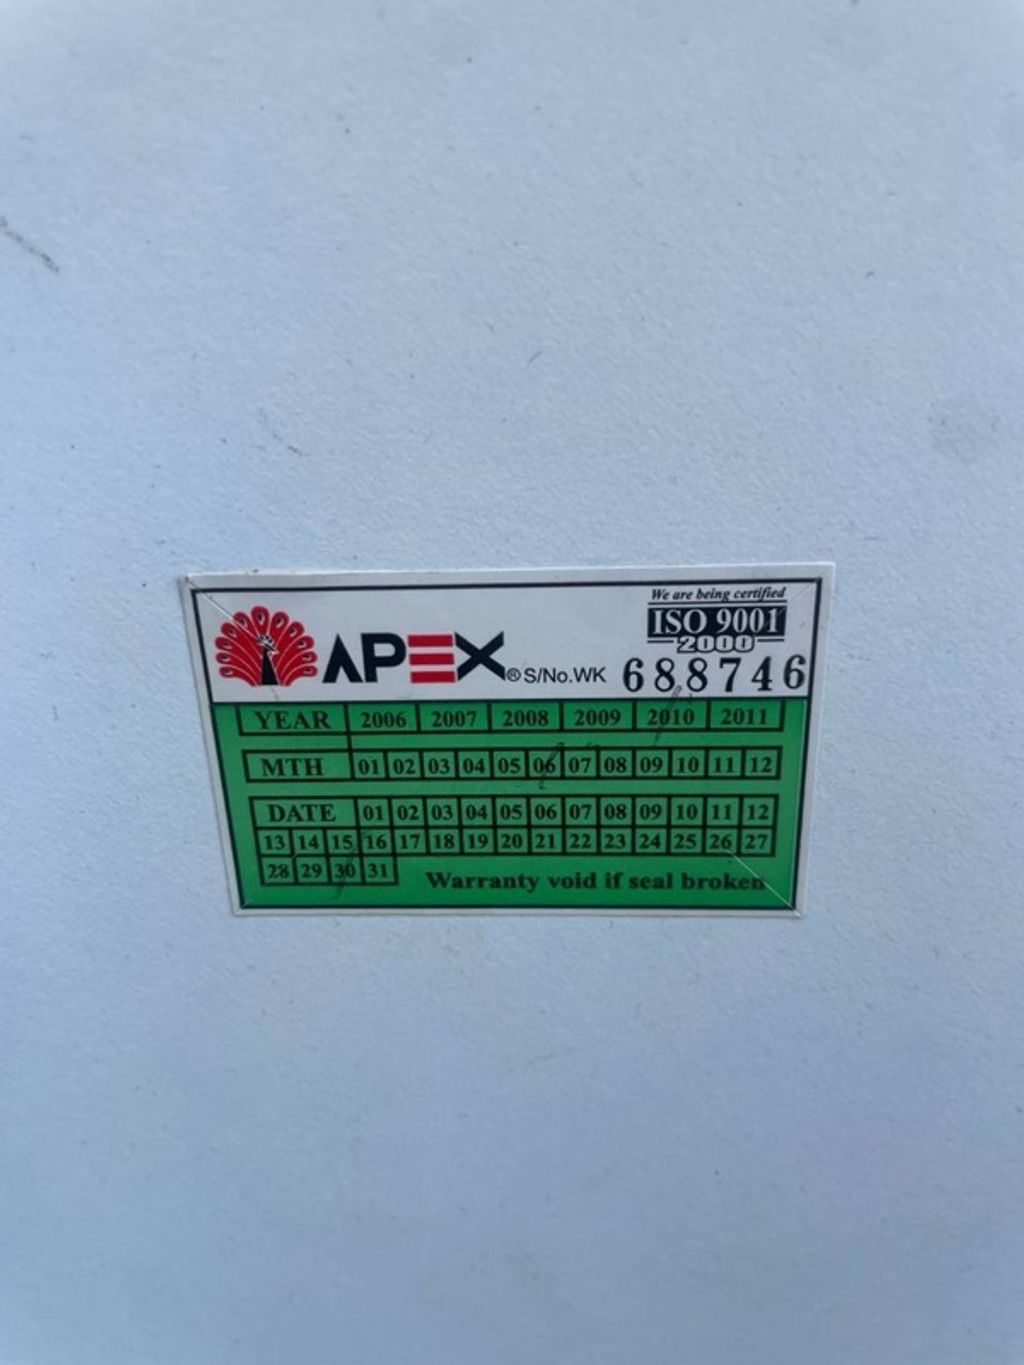 We are being certified
ISO 9001
2000
APEX® S/No.WK 688746
YEAR 2006 2007 2008 2009 2010 2011
MTH 01 02 03 04 05 06 07 08 09 10 11 12
DATE 01 02 03 04 05 06 07 08 09 10 11 12
13 14 15 16 17 18 19 20 21 22 23 24 25 26 27
28 29 30 31 Warranty void if seal broken